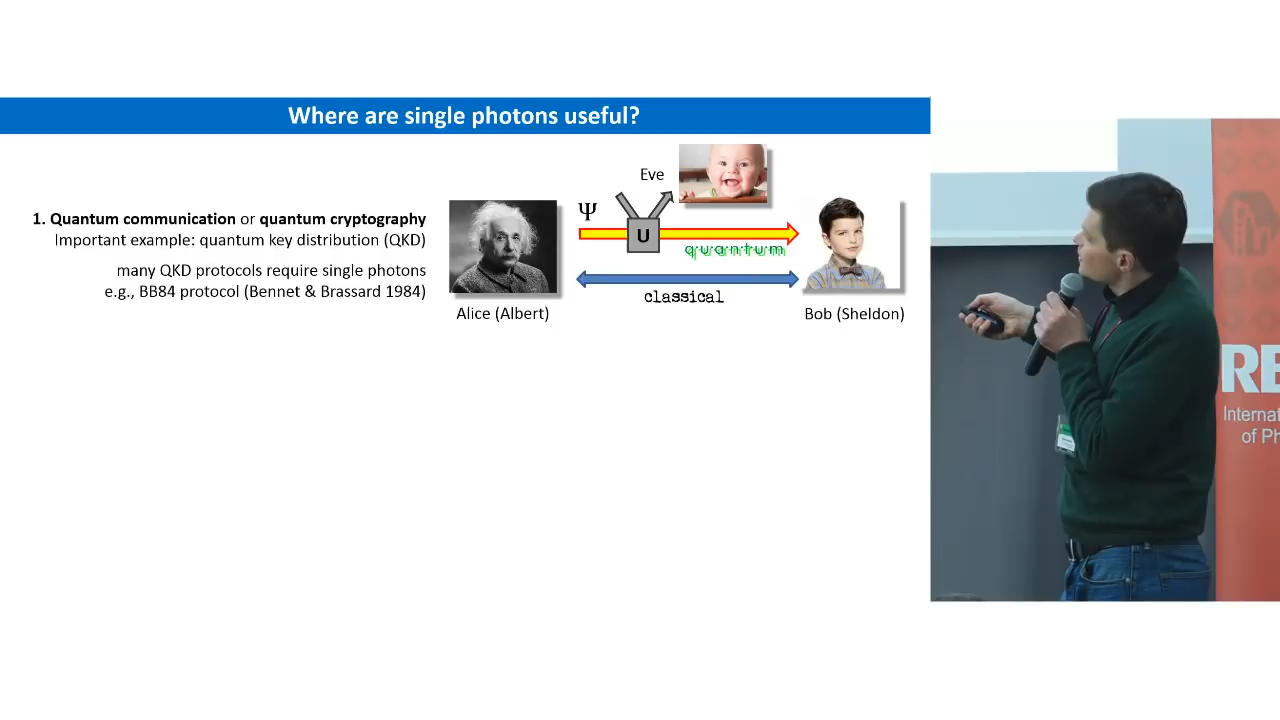 Where are single photons useful?
1. Quantum communication or quantum cryptography
Important example: quantum key distribution (QKD)
many QKD protocols require single photons
e.g., BB84 protocol (Bennet & Brassard 1984)
Eve
Ψ
U
quantum
classical
Alice (Albert)
Bob (Sheldon)
RE
Internat
of Ph